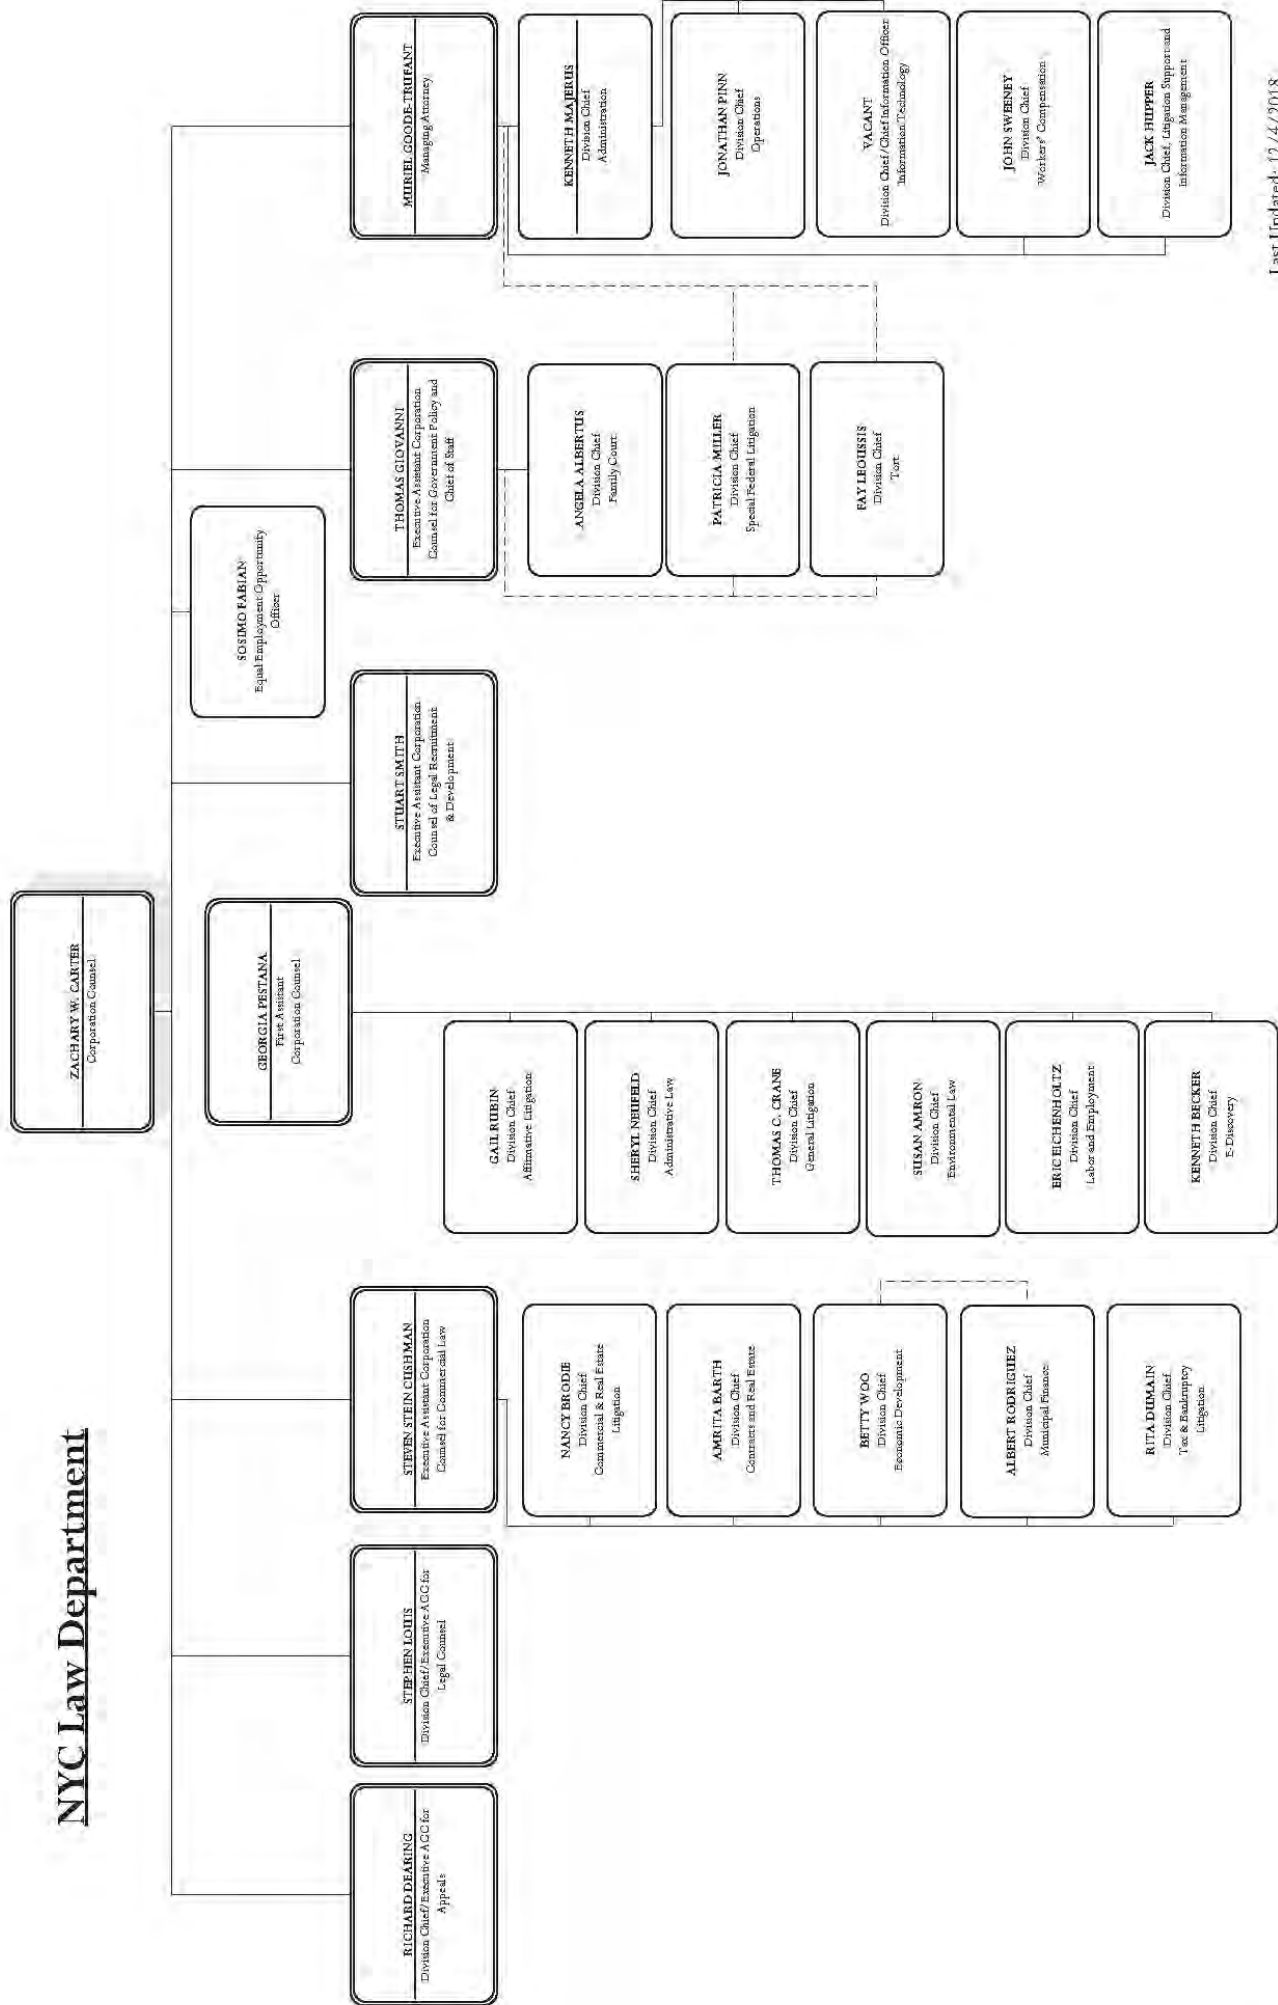 NYC Law Department
ZACHARY W. CARTER
Corporation Counsel
SOSIMO FABIAN
Equal Employment Opportunity
Officer
GEORGIA PESTANA
First Assistant
Corporation Counsel
RICHARD DEARING
Division Chief/Executive ACC for
Appeals
STEPHEN LOUIS
Division Chief/Executive ACC for
Legal Counsel
STEVEN STEIN CUSHMAN
Executive Assistant Corporation
Counsel for Commercial Law
STUART SMITH
Executive Assistant Corporation
Counsel of Legal Recruitment
& Development
THOMAS GIOVANNI
Executive Assistant Corporation
Counsel for Government Policy and
Chief of Staff
MURIEL GOODE-TRUFANT
Managing Attorney
NANCY BRODIE
Division Chief
Commercial & Real Estate
Litigation
AMRITA BARTH
Division Chief
Contracts and Real Estate
BETTY WOO
Division Chief
Economic Development
ALBERT RODRIGUEZ
Division Chief
Municipal Finance
RITA DUMAIN
Division Chief
Tax & Bankruptcy
Litigation
GAIL RUBIN
Division Chief
Affirmative Litigation
SHERYL NEUFELD
Division Chief
Administrative Law
THOMAS C. CRANE
Division Chief
General Litigation
SUSAN AMRON
Division Chief
Environmental Law
ERIC EICHENHOLTZ
Division Chief
Labor and Employment
KENNETH BECKER
Division Chief
E-Discovery
ANGELA ALBERTUS
Division Chief
Family Court
PATRICIA MILLER
Division Chief
Special Federal Litigation
FAY LEOUSSIS
Division Chief
Tort
KENNETH MAJERUS
Division Chief
Administration
JONATHAN PINN
Division Chief
Operations
VACANT
Division Chief/Chief Information Officer
Information Technology
JOHN SWEENEY
Division Chief
Workers' Compensation
JACK HUPPER
Division Chief, Litigation Support and
Information Management
Last Updated: 12/4/2018